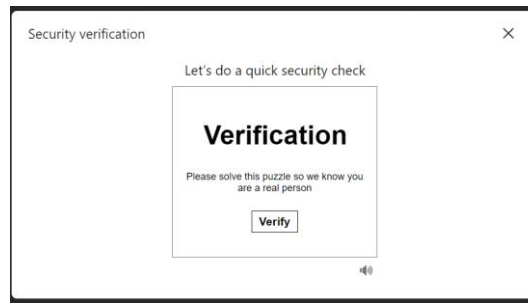 Security verification
Let's do a quick security check
Verification
Please solve this puzzle so we know you
are a real person
Verify